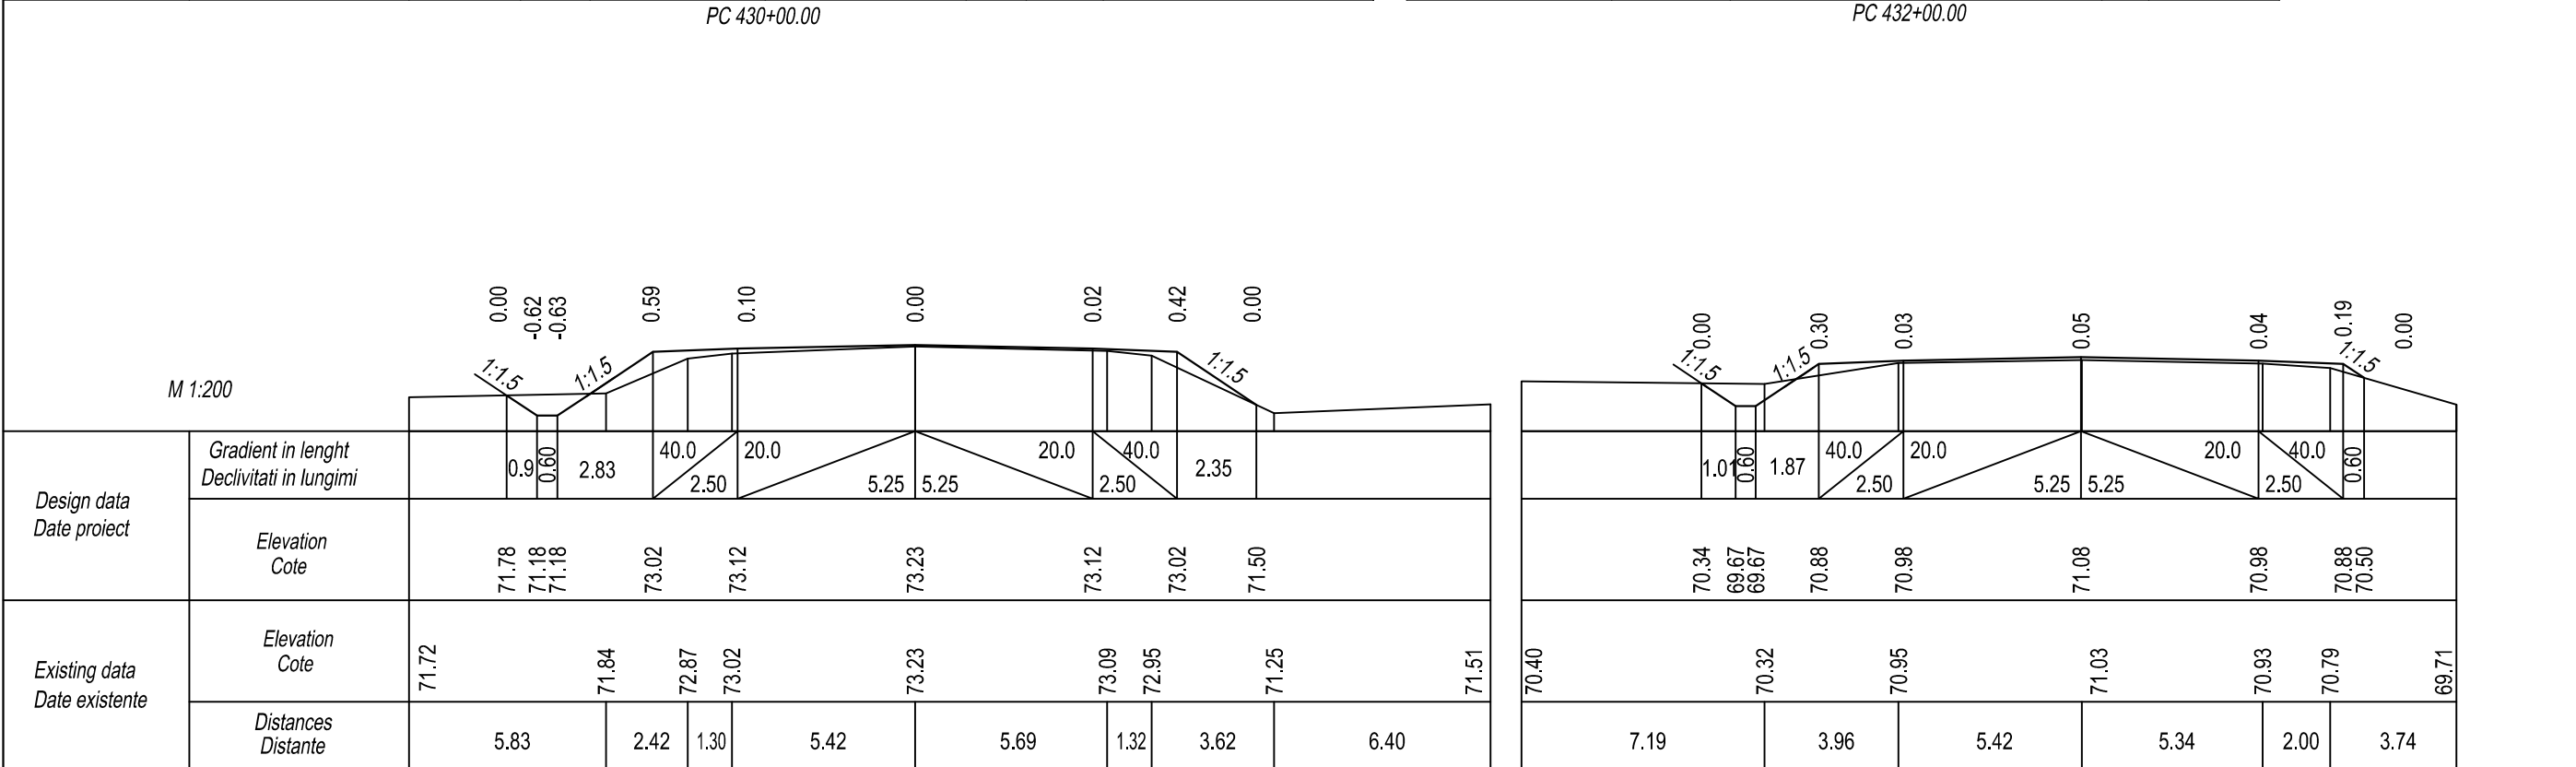 PC 430+00.00
PC 432+00.00
0.00 -0.62 -0.63 0.59 0.10 0.00 0.02 0.42 0.00
0.00 0.30 0.03 0.05 0.04 0.19 0.00
1:1.5 1:1.5 1:1.5
1:1.5 1:1.5 1:1.5
M 1:200
Design data
Date proiect
Gradient in lenght
Declivitati in lungimi
0.9 0.60 2.83 40.0 2.50 20.0 5.25 5.25 20.0 2.50 40.0 2.35
1.01 0.60 1.87 40.0 2.50 20.0 5.25 5.25 20.0 2.50 40.0 0.60
Elevation
Cote
71.78 71.18 71.18 73.02 73.12 73.23 73.12 73.02 71.50
70.34 69.67 69.67 70.88 70.98 71.08 70.98 70.88 70.50
Existing data
Date existente
Elevation
Cote
71.72 71.84 72.87 73.02 73.23 73.09 72.95 71.25 71.51
70.40 70.32 70.95 71.03 70.93 70.79 69.71
Distances
Distante
5.83 2.42 1.30 5.42 5.69 1.32 3.62 6.40
7.19 3.96 5.42 5.34 2.00 3.74